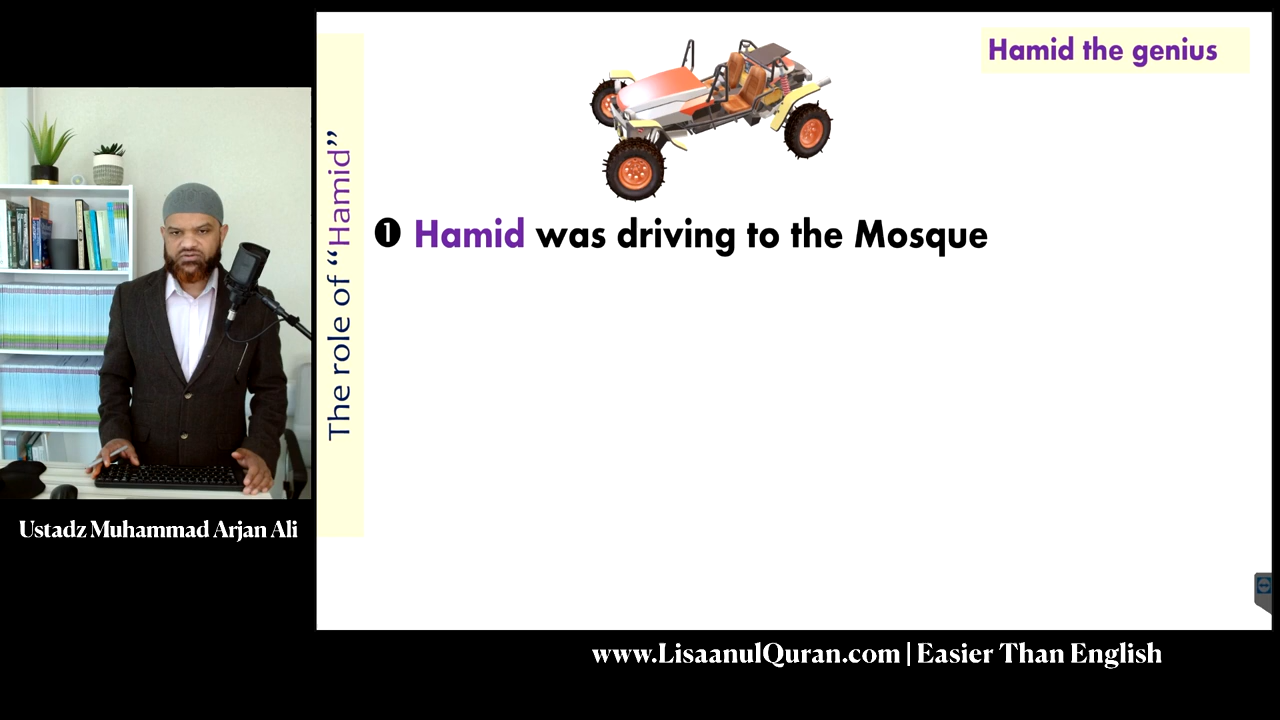 Hamid the genius
The role of “Hamid”
❶ Hamid was driving to the Mosque
Ustadz Muhammad Arjan Ali
www.LisaanulQuran.com | Easier Than English